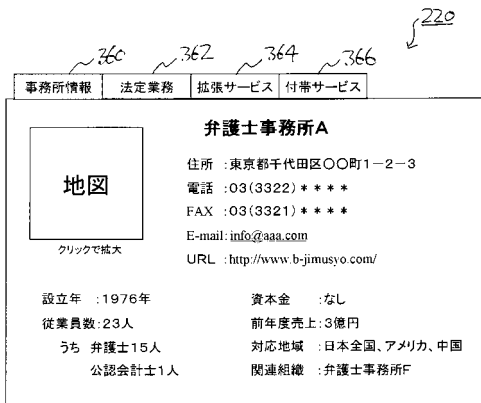 220
360 362 364 366
事務所情報 法定業務 拡張サービス 付帯サービス
弁護士事務所A
地図
クリックで拡大
住所 :東京都千代田区〇〇町1-2-3
電話 :03(3322)****
FAX :03(3321)****
E-mail: info@aaa.com
URL :http://www.b-jimusyo.com/
設立年 :1976年
従業員数:23人
うち 弁護士15人
公認会計士1人
資本金 :なし
前年度売上:3億円
対応地域 :日本全国、アメリカ、中国
関連組織 :弁護士事務所F